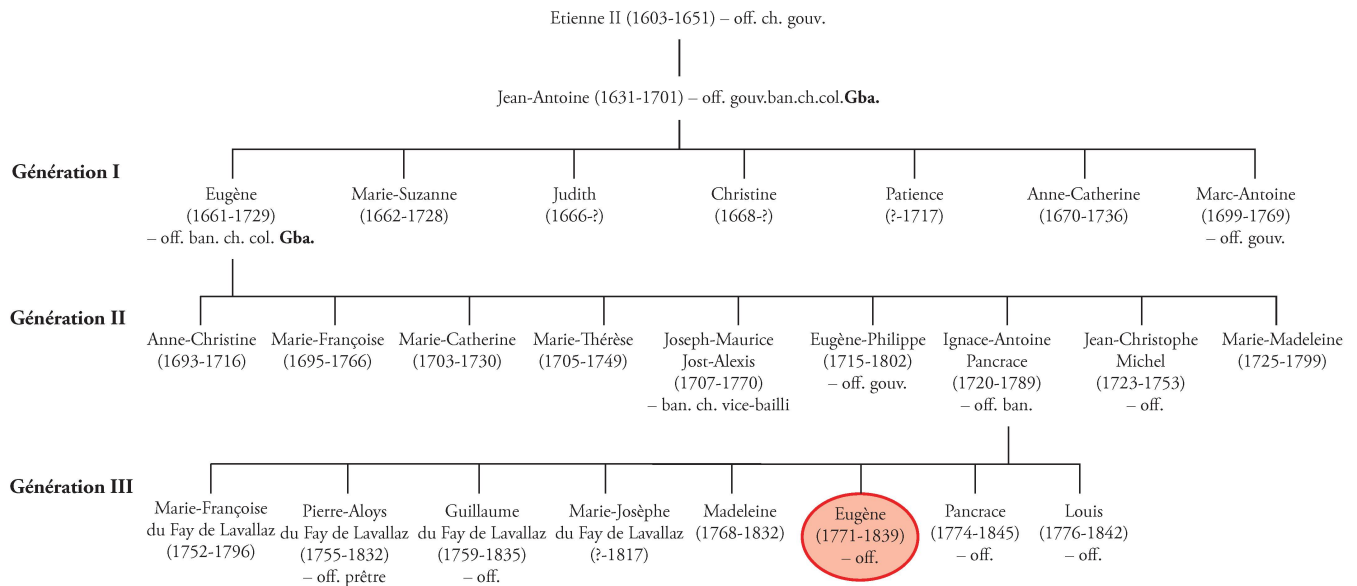 Etienne II (1603-1651) – off. ch. gouv.
Jean-Antoine (1631-1701) – off. gouv.ban.ch.col.Gba.
Génération I
Eugène
(1661-1729)
– off. ban. ch. col. Gba.
Marie-Suzanne
(1662-1728)
Judith
(1666-?)
Christine
(1668-?)
Patience
(?-1717)
Anne-Catherine
(1670-1736)
Marc-Antoine
(1699-1769)
– off. gouv.
Génération II
Anne-Christine
(1693-1716)
Marie-Françoise
(1695-1766)
Marie-Catherine
(1703-1730)
Marie-Thérèse
(1705-1749)
Joseph-Maurice
Jost-Alexis
(1707-1770)
– ban. ch. vice-bailli
Eugène-Philippe
(1715-1802)
– off. gouv.
Ignace-Antoine
Pancrace
(1720-1789)
– off. ban.
Jean-Christophe
Michel
(1723-1753)
– off.
Marie-Madeleine
(1725-1799)
Génération III
Marie-Françoise
du Fay de Lavallaz
(1752-1796)
Pierre-Aloys
du Fay de Lavallaz
(1755-1832)
– off. prêtre
Guillaume
du Fay de Lavallaz
(1759-1835)
– off.
Marie-Josèphe
du Fay de Lavallaz
(?-1817)
Madeleine
(1768-1832)
Eugène
(1771-1839)
– off.
Pancrace
(1774-1845)
– off.
Louis
(1776-1842)
– off.